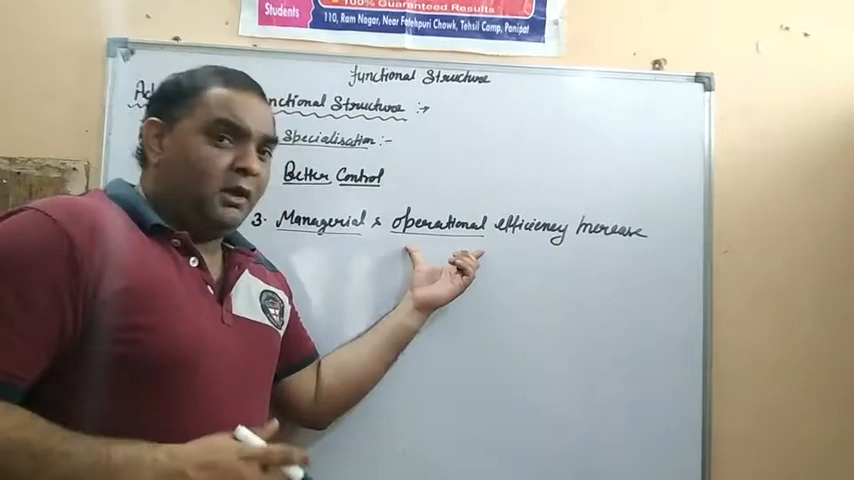 Students
100% Guaranteed Results
110, Ram Nagar, Near Fatehpuri Chowk, Tehsil Camp, Panipat
Functional Structure
Functional Structure :→
Specialisation :-
Better Control
3. Managerial & operational efficiency Increase